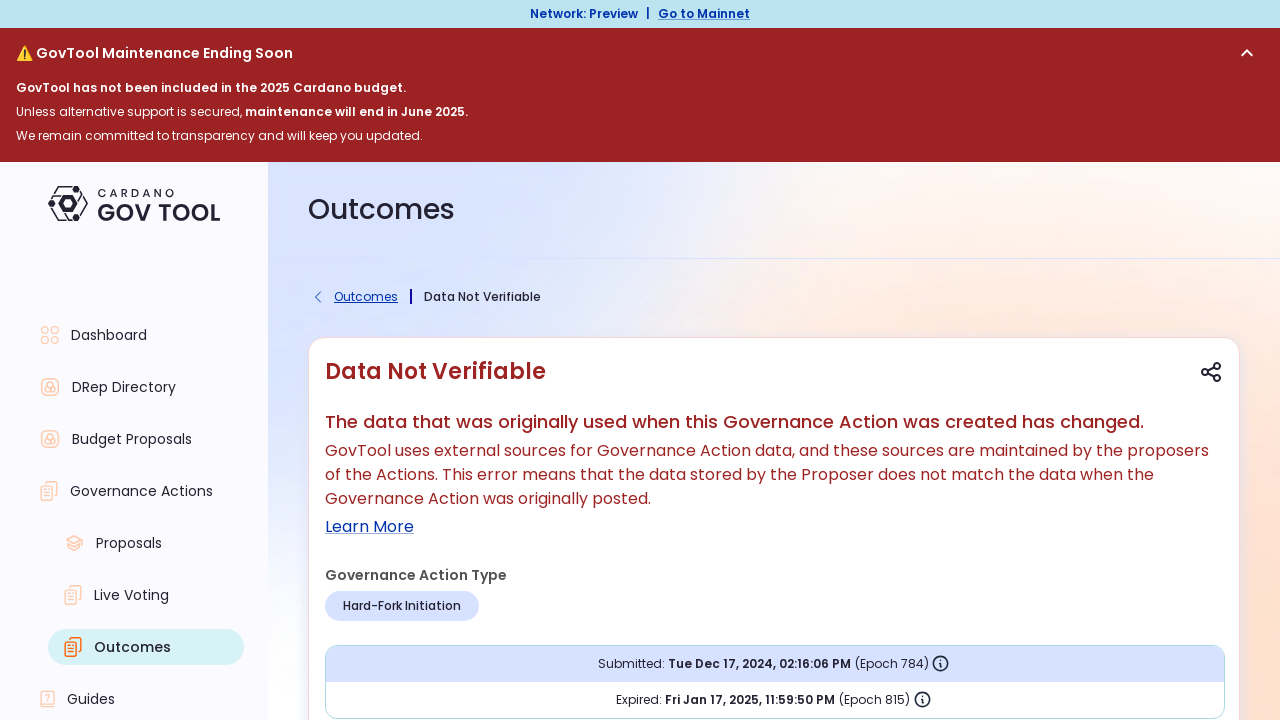 Network: Preview | Go to Mainnet
⚠️ GovTool Maintenance Ending Soon
GovTool has not been included in the 2025 Cardano budget.
Unless alternative support is secured, maintenance will end in June 2025.
We remain committed to transparency and will keep you updated.
CARDANO
GOV TOOL
Outcomes
Outcomes | Data Not Verifiable
Dashboard
DRep Directory
Budget Proposals
Governance Actions
Proposals
Live Voting
Outcomes
Guides
Data Not Verifiable
The data that was originally used when this Governance Action was created has changed.
GovTool uses external sources for Governance Action data, and these sources are maintained by the proposers
of the Actions. This error means that the data stored by the Proposer does not match the data when the
Governance Action was originally posted.
Learn More
Governance Action Type
Hard-Fork Initiation
Submitted: Tue Dec 17, 2024, 02:16:06 PM (Epoch 784)
Expired: Fri Jan 17, 2025, 11:59:50 PM (Epoch 815)